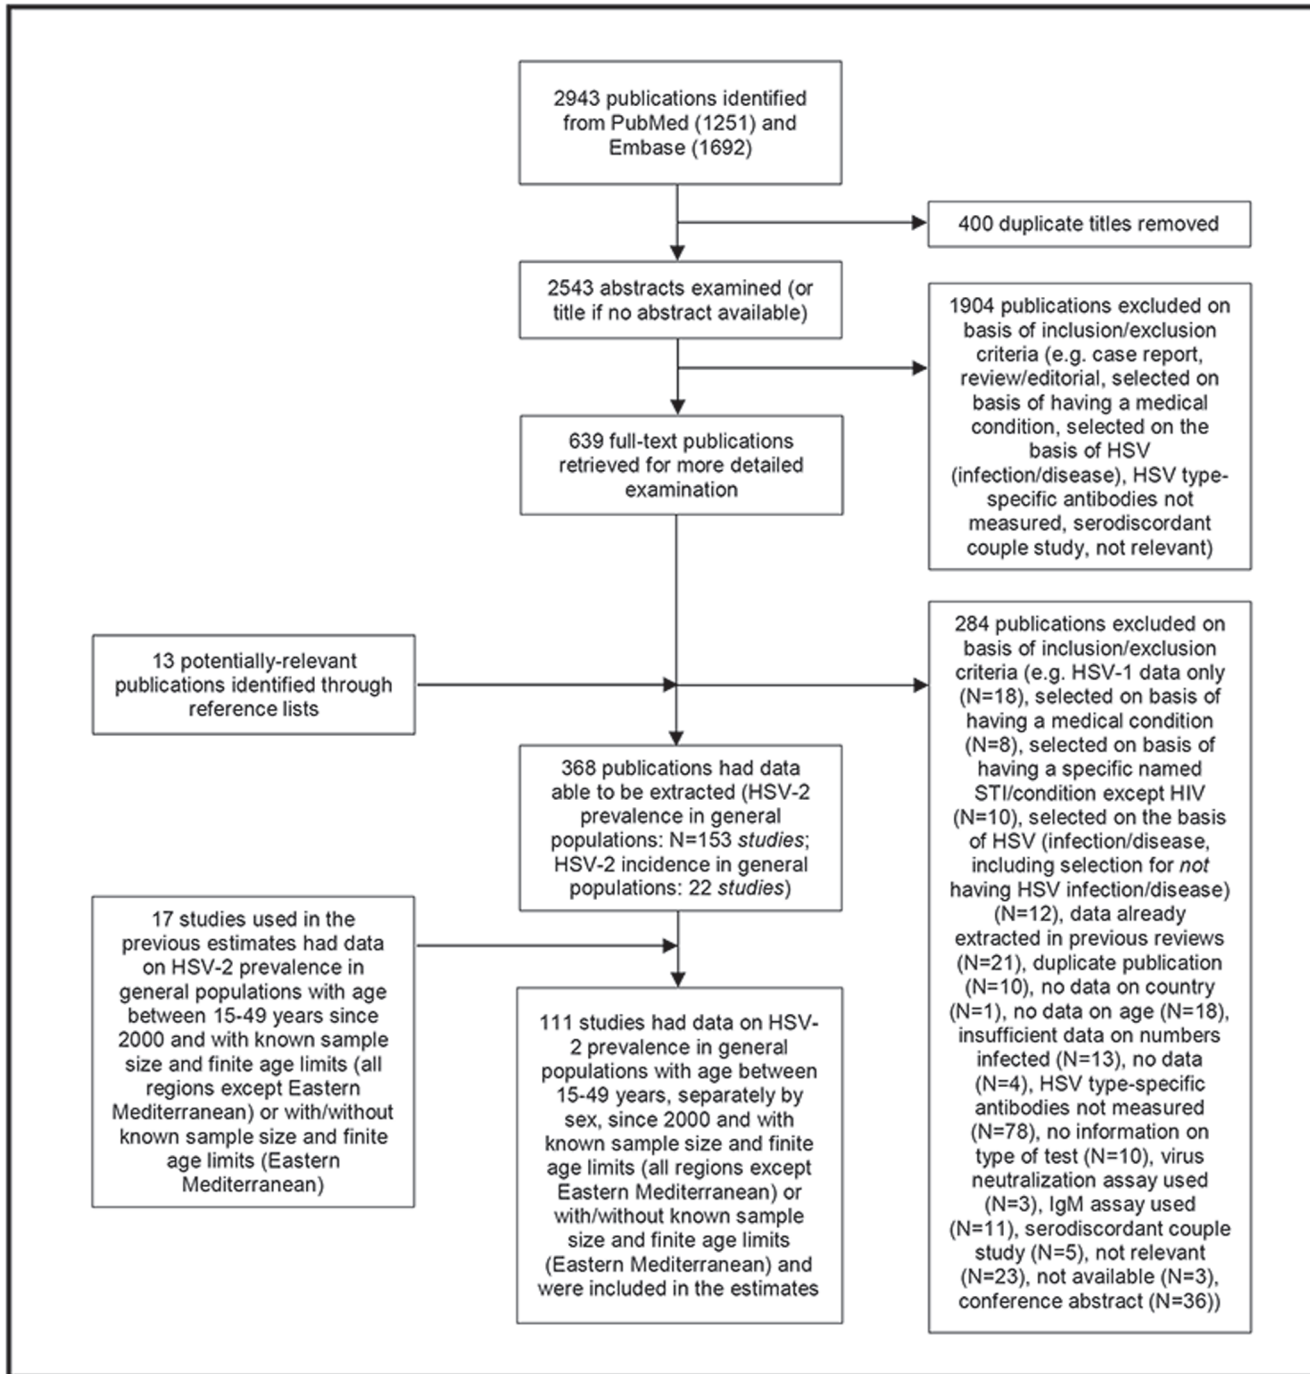 2943 publications identified
from PubMed (1251) and
Embase (1692)
400 duplicate titles removed
2543 abstracts examined (or
title if no abstract available)
1904 publications excluded on
basis of inclusion/exclusion
criteria (e.g. case report,
review/editorial, selected on
basis of having a medical
condition, selected on the
basis of HSV
(infection/disease), HSV type-
specific antibodies not
measured, serodiscordant
couple study, not relevant)
639 full-text publications
retrieved for more detailed
examination
13 potentially-relevant
publications identified through
reference lists
284 publications excluded on
basis of inclusion/exclusion
criteria (e.g. HSV-1 data only
(N=18), selected on basis of
having a medical condition
(N=8), selected on basis of
having a specific named
STI/condition except HIV
(N=10), selected on the basis
of HSV (infection/disease,
including selection for not
having HSV infection/disease)
(N=12), data already
extracted in previous reviews
(N=21), duplicate publication
(N=10), no data on country
(N=1), no data on age (N=18),
insufficient data on numbers
infected (N=13), no data
(N=4), HSV type-specific
antibodies not measured
(N=78), no information on
type of test (N=10), virus
neutralization assay used
(N=3), IgM assay used
(N=11), serodiscordant couple
study (N=5), not relevant
(N=23), not available (N=3),
conference abstract (N=36))
368 publications had data
able to be extracted (HSV-2
prevalence in general
populations: N=153 studies;
HSV-2 incidence in general
populations: 22 studies)
17 studies used in the
previous estimates had data
on HSV-2 prevalence in
general populations with age
between 15-49 years since
2000 and with known sample
size and finite age limits (all
regions except Eastern
Mediterranean) or with/without
known sample size and finite
age limits (Eastern
Mediterranean)
111 studies had data on HSV-
2 prevalence in general
populations with age between
15-49 years, separately by
sex, since 2000 and with
known sample size and finite
age limits (all regions except
Eastern Mediterranean) or
with/without known sample
size and finite age limits
(Eastern Mediterranean) and
were included in the estimates